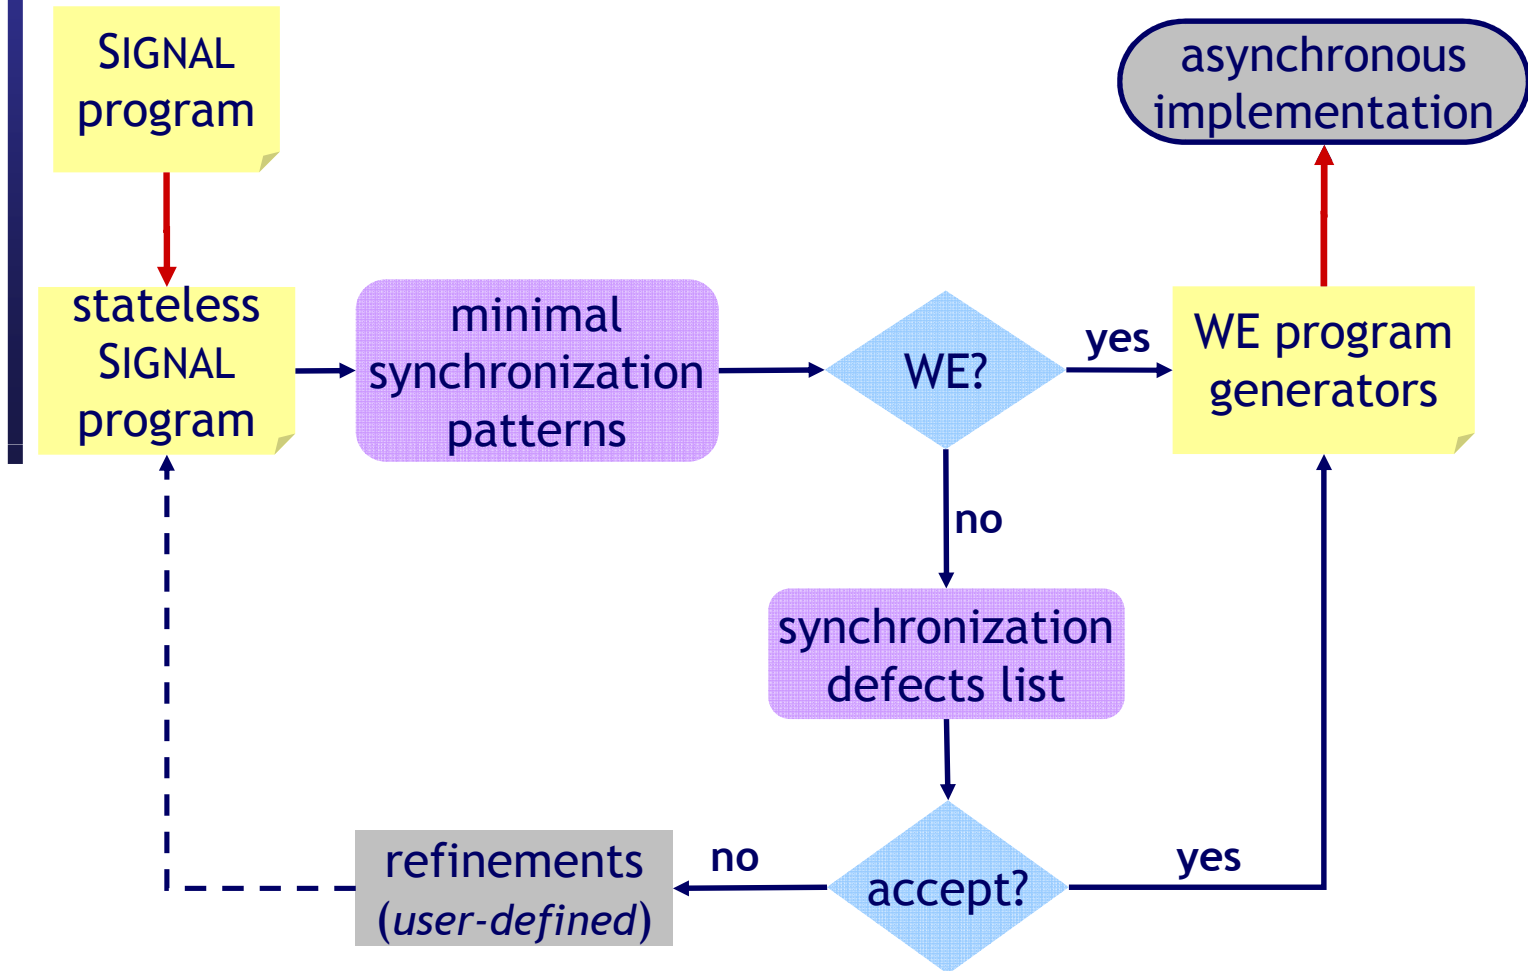 SIGNAL
program
asynchronous
implementation
stateless
SIGNAL
program
minimal
synchronization
patterns
WE?
yes
WE program
generators
no
synchronization
defects list
refinements
(user-defined)
no
accept?
yes